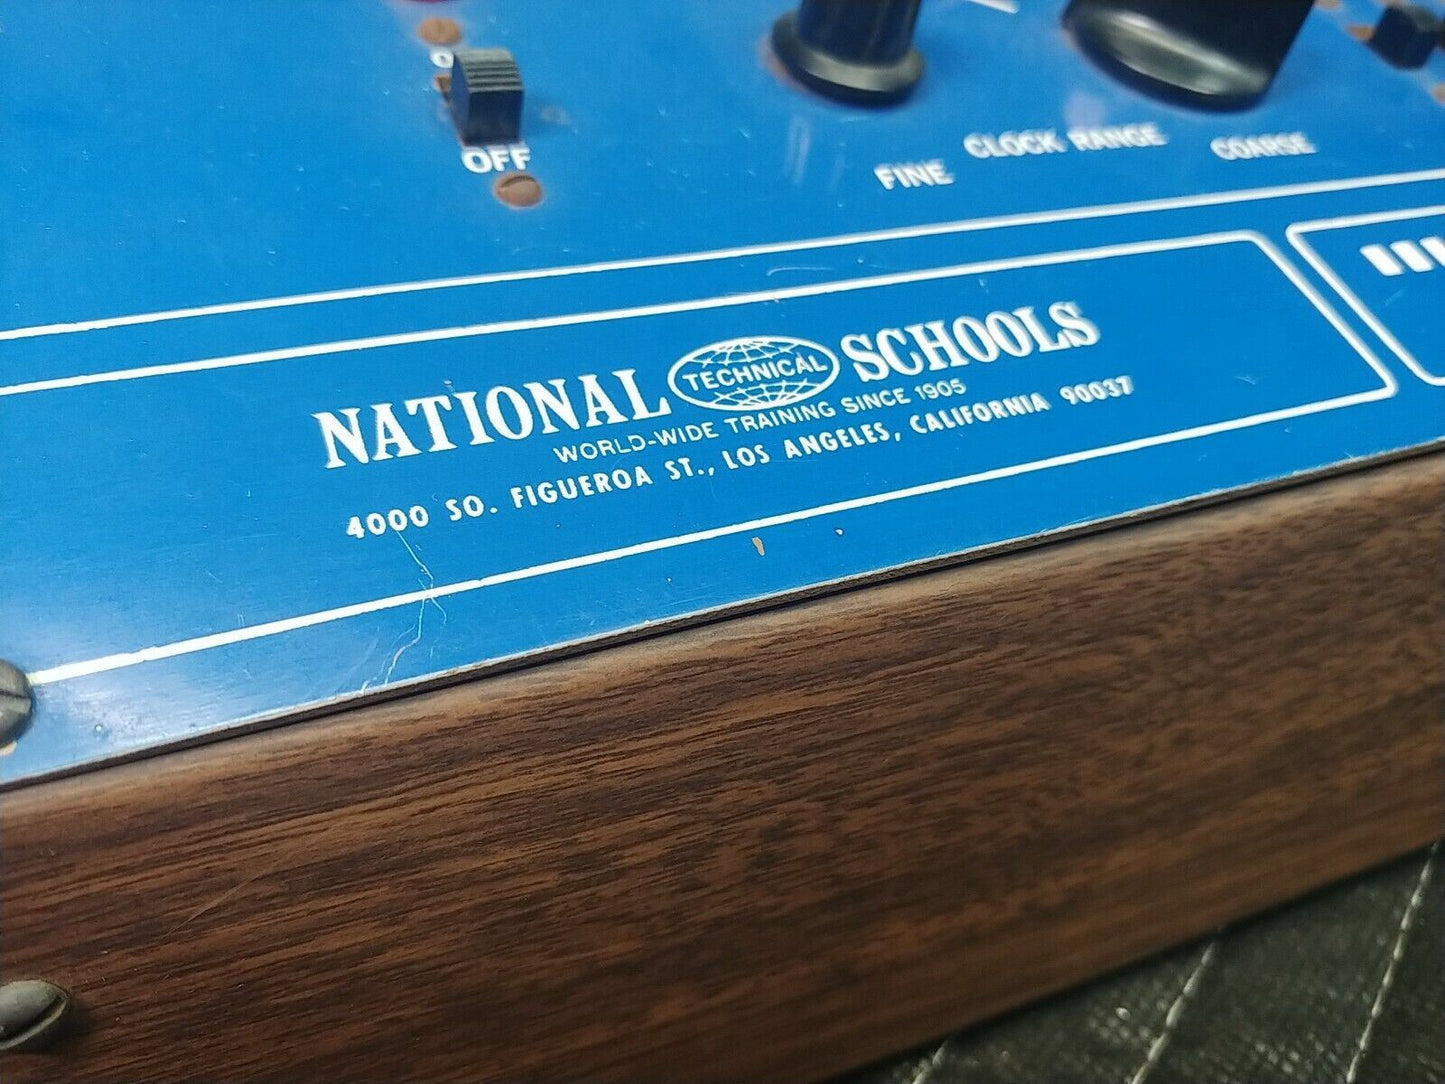 OFF
FINE CLOCK RANGE COARSE
NATIONAL TECHNICAL SCHOOLS
WORLD-WIDE TRAINING SINCE 1905
4000 SO. FIGUEROA ST., LOS ANGELES, CALIFORNIA 90037